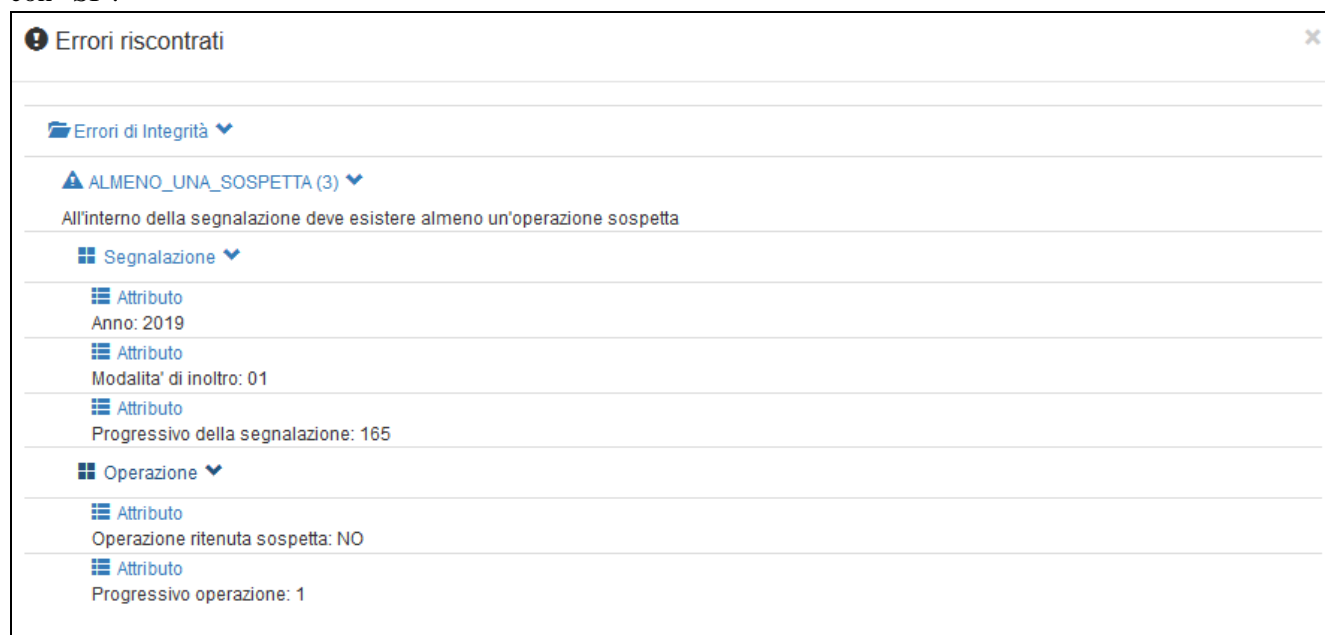 Errori riscontrati
Errori di Integrità
ALMENO_UNA_SOSPETTA (3)
All'interno della segnalazione deve esistere almeno un'operazione sospetta
Segnalazione
Attributo
Anno: 2019
Attributo
Modalita' di inoltro: 01
Attributo
Progressivo della segnalazione: 165
Operazione
Attributo
Operazione ritenuta sospetta: NO
Attributo
Progressivo operazione: 1